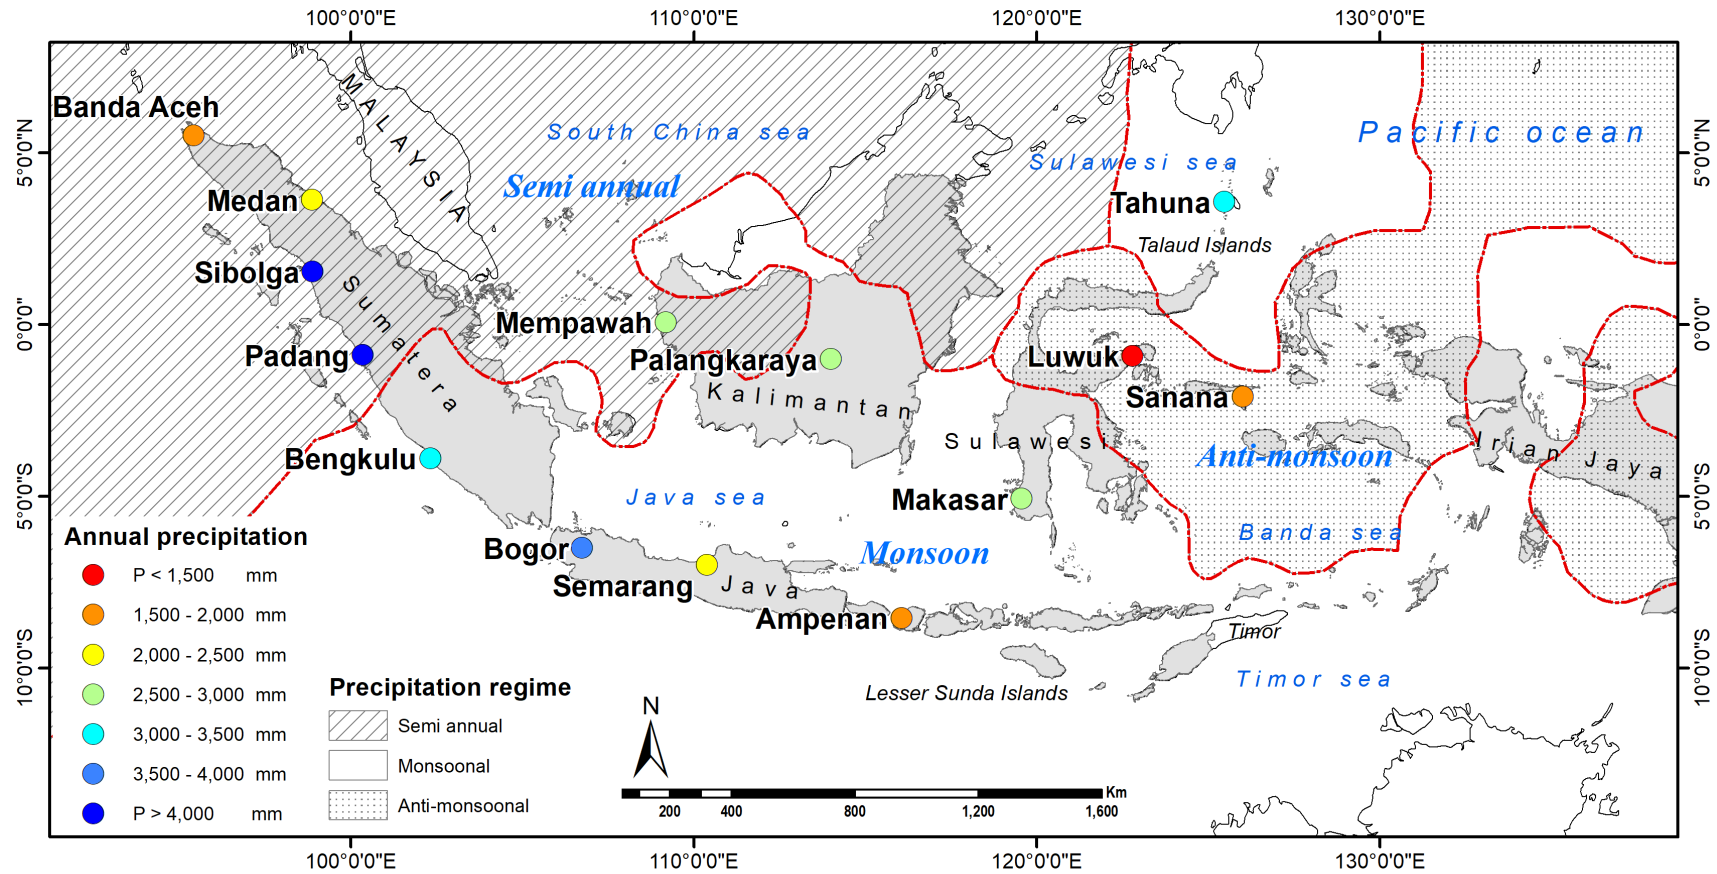 100°0'0"E 110°0'0"E 120°0'0"E 130°0'0"E
Banda Aceh
MALAYSIA
South China sea
Pacific ocean
5°0'0"N
5°0'0"N
Sulawesi sea
Semi annual
Medan
Tahuna
Talaud Islands
Sibolga
Sumattera
0°0'0"
0°0'0"
Mempawah
Padang
Palangkaraya
Luwuk
Kalimantan
Sanana
Sulawesi
Irian Jaya
Bengkulu
Anti-monsoon
Java sea
Makasar
5°0'0"S
5°0'0"S
Banda sea
Bogor
Monsoon
Semarang
Java
Ampenan
Timor
Lesser Sunda Islands
Timor sea
10°0'0"S
10°0'0"S
Annual precipitation
P < 1,500 mm
1,500 - 2,000 mm
2,000 - 2,500 mm
2,500 - 3,000 mm
3,000 - 3,500 mm
3,500 - 4,000 mm
P > 4,000 mm
Precipitation regime
Semi annual
Monsoonal
Anti-monsoonal
N
Km
200 400 800 1,200 1,600
100°0'0"E 110°0'0"E 120°0'0"E 130°0'0"E